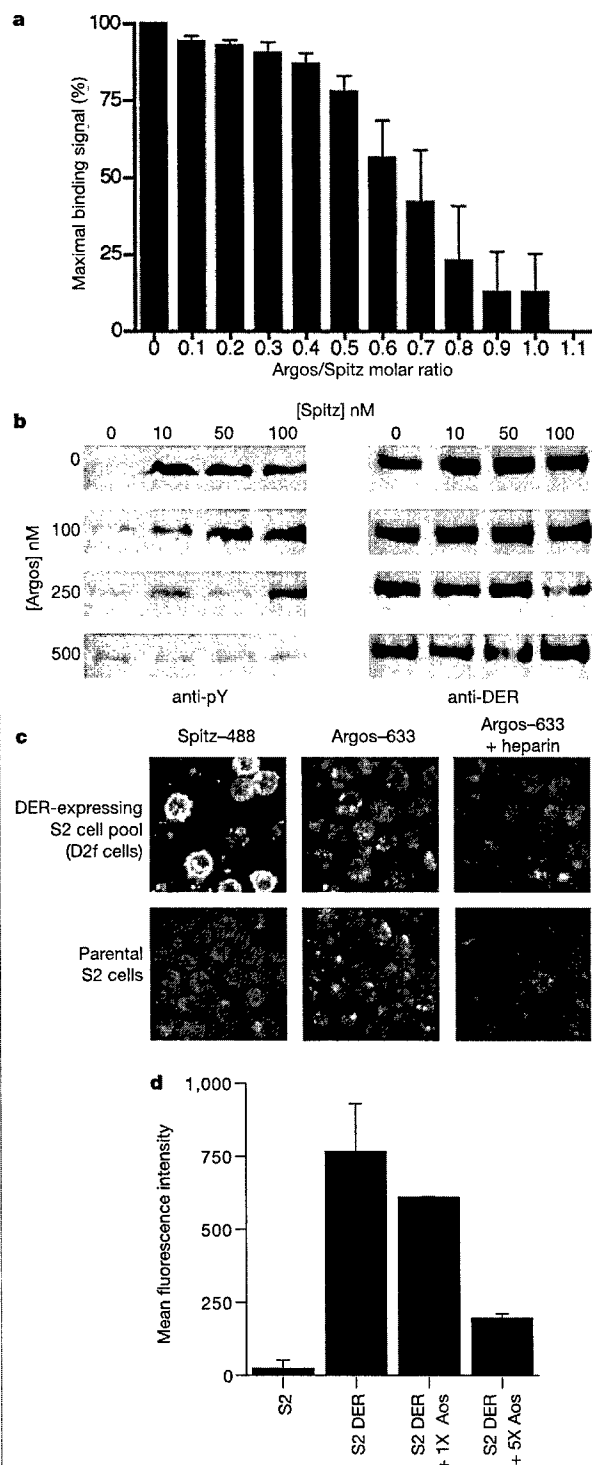 a
Maximal binding signal (%)
100
75
50
25
0
0 0.1 0.2 0.3 0.4 0.5 0.6 0.7 0.8 0.9 1.0 1.1
Argos/Spitz molar ratio
b
[Spitz] nM
0 10 50 100 0 10 50 100
[Argos] nM
0
100
250
500
anti-pY anti-DER
c
Spitz–488 Argos–633 Argos–633
+ heparin
DER-expressing
S2 cell pool
(D2f cells)
Parental
S2 cells
d
Mean fluorescence intensity
1,000
750
500
250
0
S2
S2 DER
S2 DER
+ 1X Aos
S2 DER
+ 5X Aos